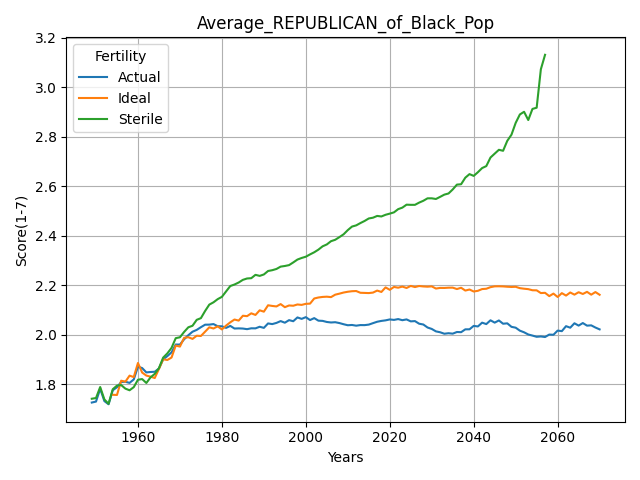 Average_REPUBLICAN_of_Black_Pop
Score(1-7)
3.2
3.0
2.8
2.6
2.4
2.2
2.0
1.8
Fertility
Actual
Ideal
Sterile
1960 1980 2000 2020 2040 2060
Years